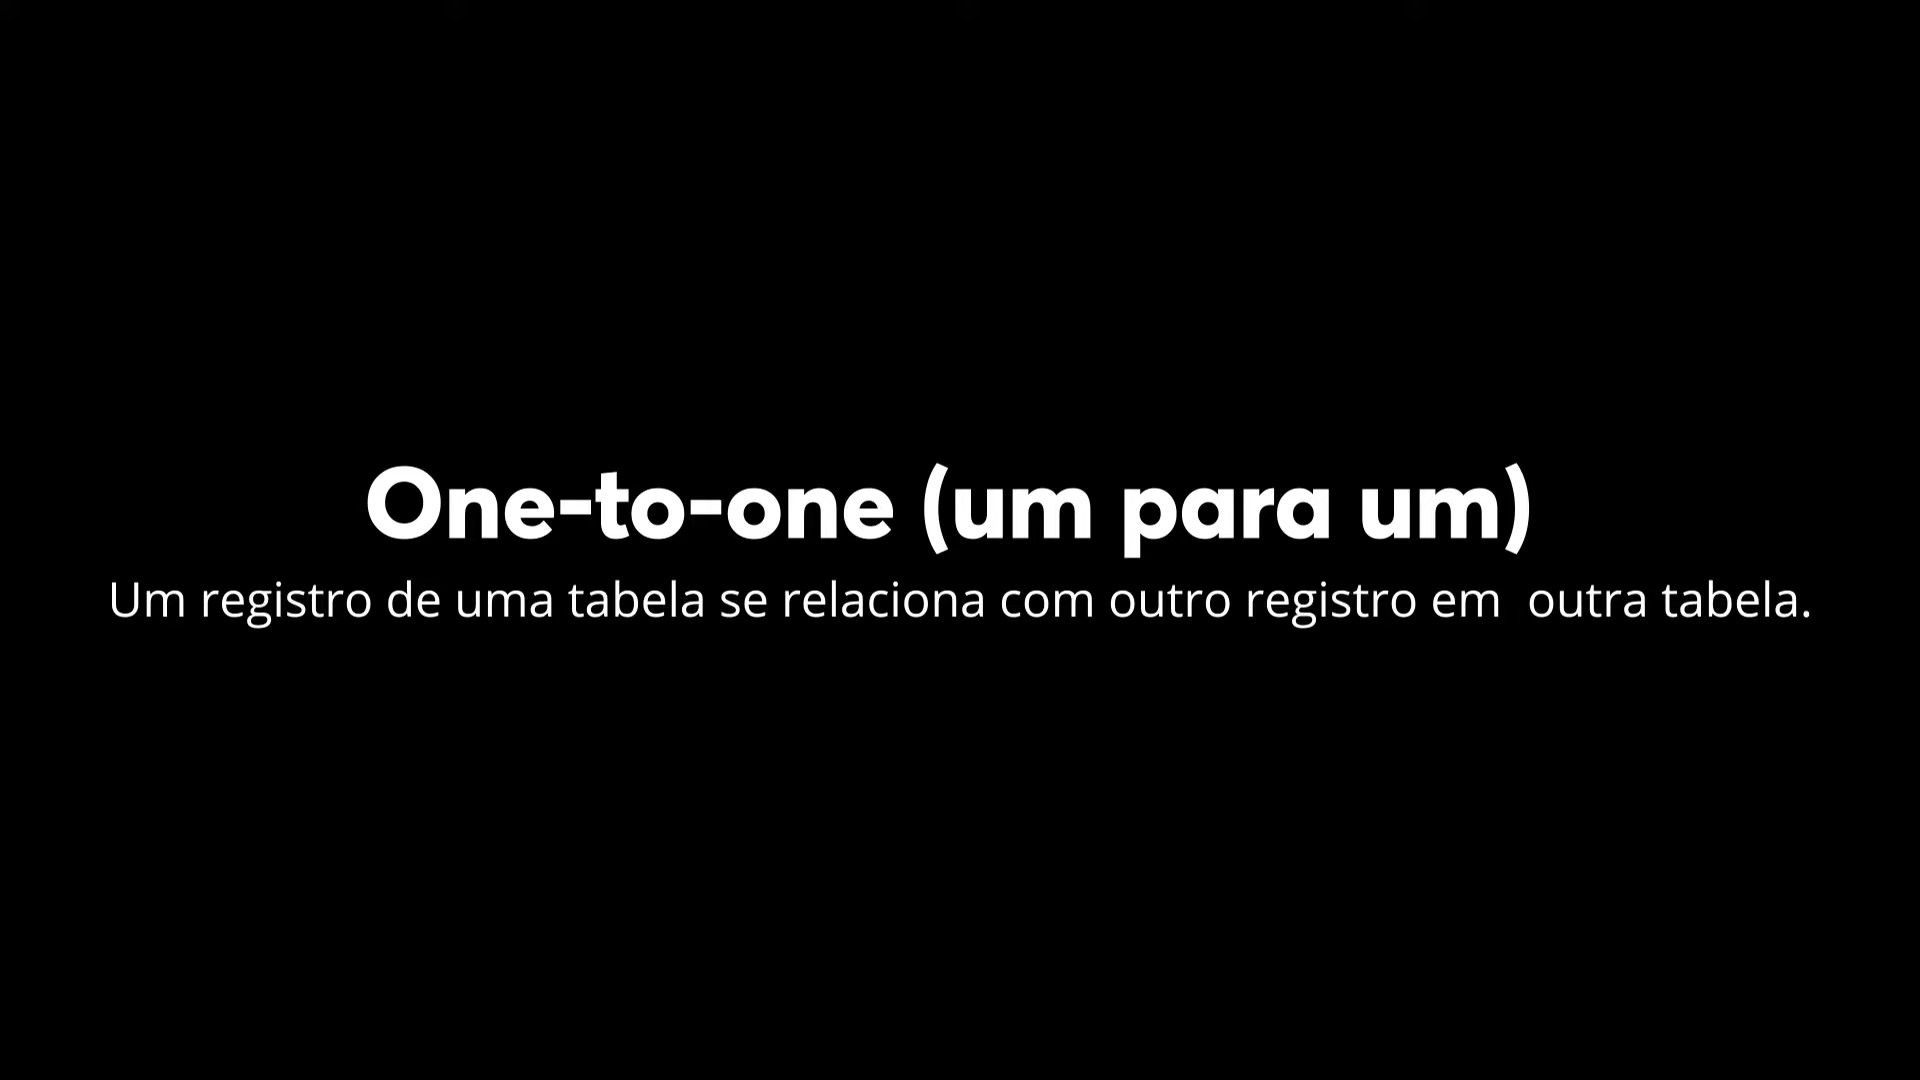 One-to-one (um para um)
Um registro de uma tabela se relaciona com outro registro em  outra tabela.